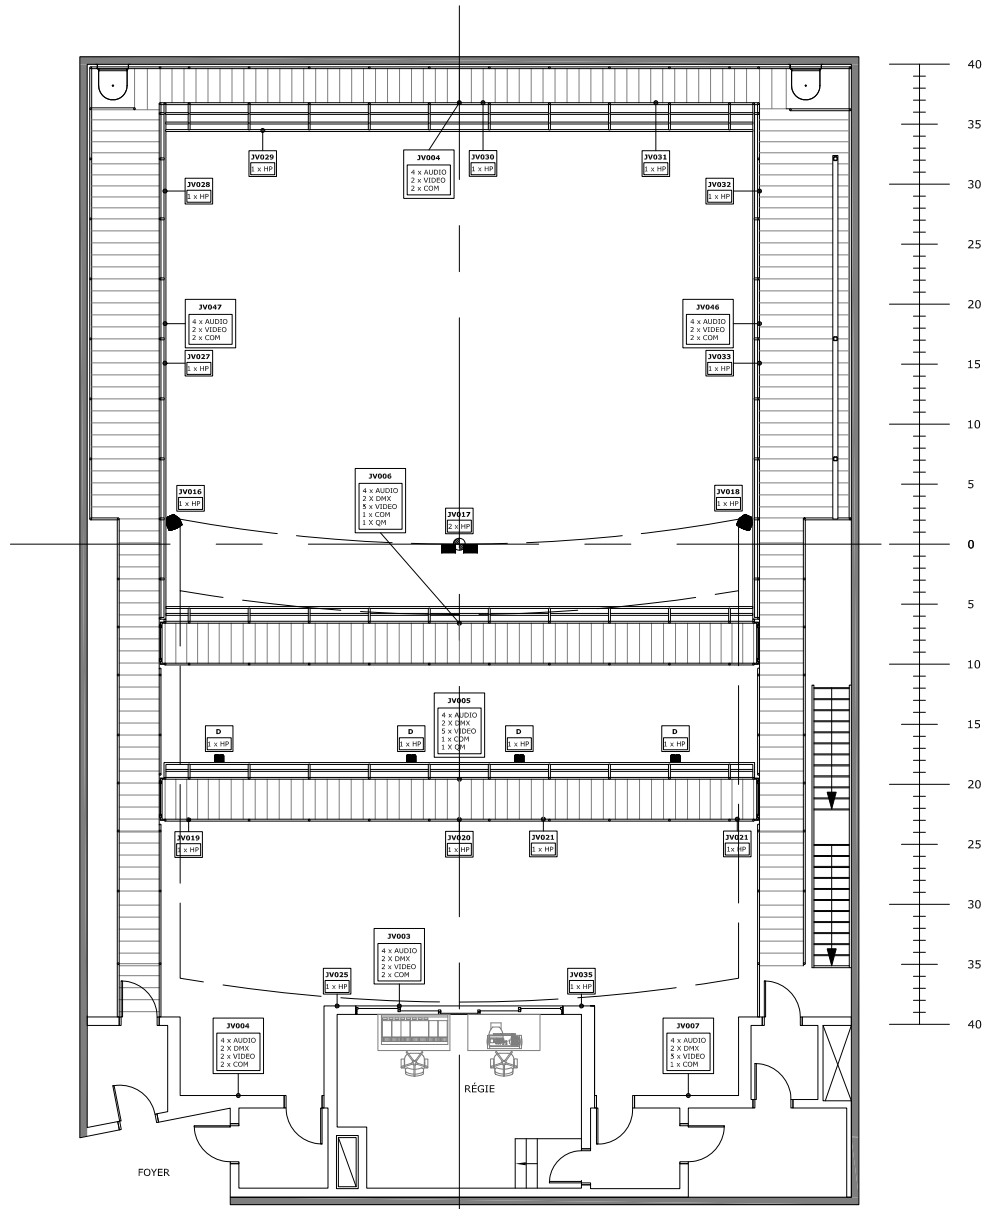 40
35
JV029
1 x HP
JV004
4 x AUDIO
2 x VIDEO
2 x COM
JV030
1 x HP
JV031
1 x HP
JV028
1 x HP
JV032
1 x HP
30
25
20
JV047
4 x AUDIO
2 x VIDEO
2 x COM
JV046
4 x AUDIO
2 x VIDEO
2 x COM
JV027
1 x HP
JV033
1 x HP
15
10
JV006
4 x AUDIO
2 X DMX
5 x VIDEO
1 x COM
1 X QM
JV016
1 x HP
JV018
1 x HP
5
JV017
2 x HP
0
5
10
JV005
4 x AUDIO
2 X DMX
5 x VIDEO
1 x COM
1 X QM
D
1 x HP
D
1 x HP
D
1 x HP
D
1 x HP
15
20
JV019
1 x HP
JV020
1 x HP
JV021
1 x HP
JV021
1x HP
25
30
JV003
4 x AUDIO
2 X DMX
2 x VIDEO
2 x COM
JV025
1 x HP
JV035
1 x HP
35
JV004
4 x AUDIO
2 X DMX
2 x VIDEO
2 x COM
JV007
4 x AUDIO
2 X DMX
5 x VIDEO
1 x COM
40
RÉGIE
FOYER